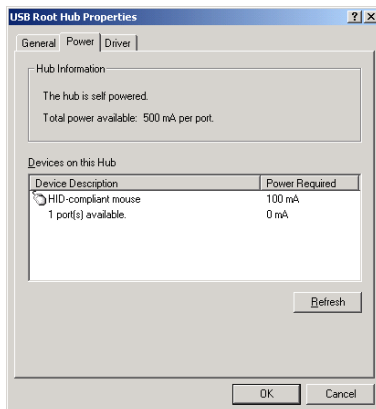 USB Root Hub Properties
General Power Driver
Hub Information
The hub is self powered.
Total power available: 500 mA per port.
Devices on this Hub
Device Description Power Required
HID-compliant mouse 100 mA
1 port(s) available. 0 mA
Refresh
OK Cancel